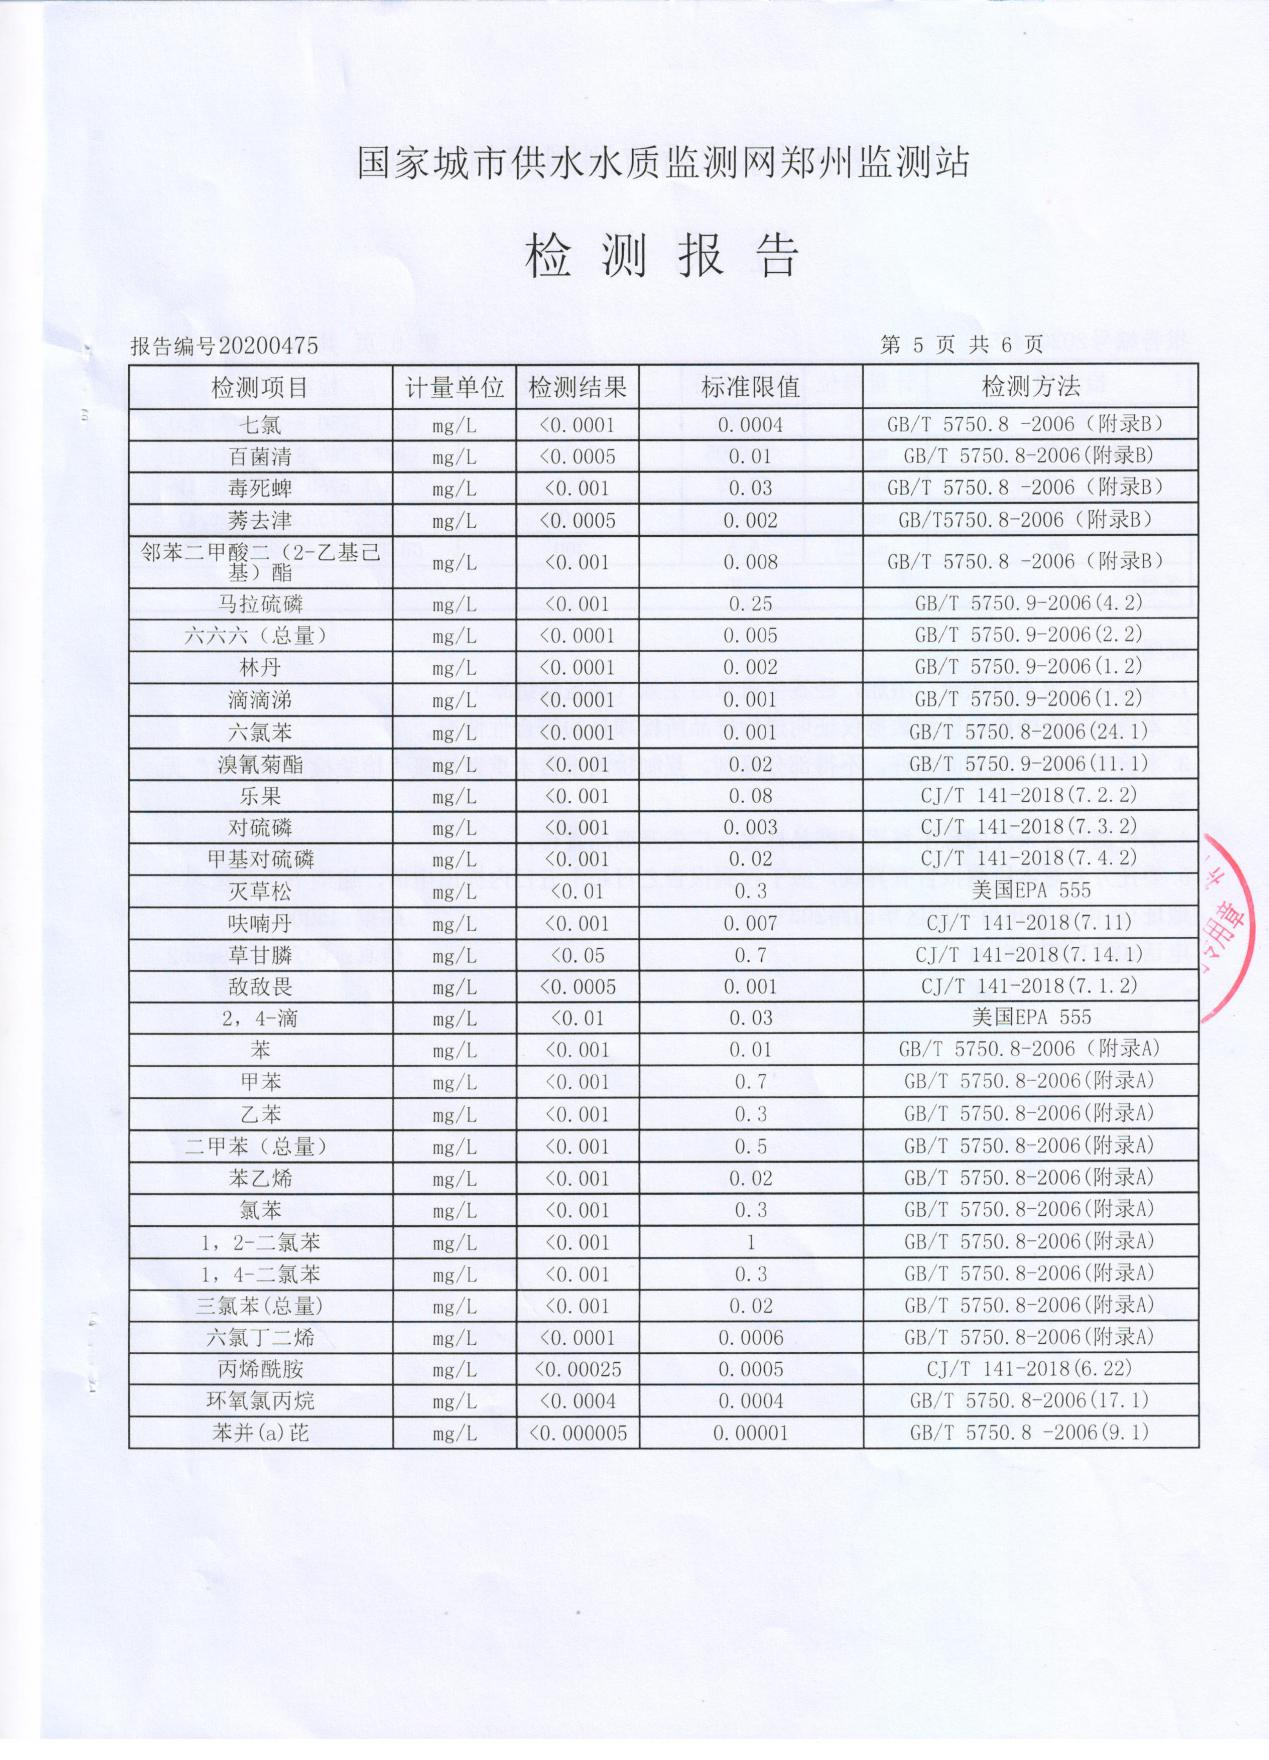 国家城市供水水质监测网郑州监测站
检 测 报 告
报告编号20200475 第 5 页 共 6 页
检测项目 计量单位 检测结果 标准限值 检测方法
七氯 mg/L <0.0001 0.0004 GB/T 5750.8 -2006（附录B）
百菌清 mg/L <0.0005 0.01 GB/T 5750.8-2006(附录B)
毒死蜱 mg/L <0.001 0.03 GB/T 5750.8 -2006（附录B）
莠去津 mg/L <0.0005 0.002 GB/T5750.8-2006（附录B）
邻苯二甲酸二（2-乙基己
基）酯 mg/L <0.001 0.008 GB/T 5750.8 -2006（附录B）
马拉硫磷 mg/L <0.001 0.25 GB/T 5750.9-2006(4.2)
六六六（总量） mg/L <0.0001 0.005 GB/T 5750.9-2006(2.2)
林丹 mg/L <0.0001 0.002 GB/T 5750.9-2006(1.2)
滴滴涕 mg/L <0.0001 0.001 GB/T 5750.9-2006(1.2)
六氯苯 mg/L <0.0001 0.001 GB/T 5750.8-2006(24.1)
溴氰菊酯 mg/L <0.001 0.02 GB/T 5750.9-2006(11.1)
乐果 mg/L <0.001 0.08 CJ/T 141-2018(7.2.2)
对硫磷 mg/L <0.001 0.003 CJ/T 141-2018(7.3.2)
甲基对硫磷 mg/L <0.001 0.02 CJ/T 141-2018(7.4.2)
灭草松 mg/L <0.01 0.3 美国EPA 555
呋喃丹 mg/L <0.001 0.007 CJ/T 141-2018(7.11)
草甘膦 mg/L <0.05 0.7 CJ/T 141-2018(7.14.1)
敌敌畏 mg/L <0.0005 0.001 CJ/T 141-2018(7.1.2)
2，4-滴 mg/L <0.01 0.03 美国EPA 555
苯 mg/L <0.001 0.01 GB/T 5750.8-2006（附录A)
甲苯 mg/L <0.001 0.7 GB/T 5750.8-2006(附录A)
乙苯 mg/L <0.001 0.3 GB/T 5750.8-2006(附录A)
二甲苯（总量） mg/L <0.001 0.5 GB/T 5750.8-2006(附录A)
苯乙烯 mg/L <0.001 0.02 GB/T 5750.8-2006(附录A)
氯苯 mg/L <0.001 0.3 GB/T 5750.8-2006(附录A)
1，2-二氯苯 mg/L <0.001 1 GB/T 5750.8-2006(附录A)
1，4-二氯苯 mg/L <0.001 0.3 GB/T 5750.8-2006(附录A)
三氯苯(总量) mg/L <0.001 0.02 GB/T 5750.8-2006(附录A)
六氯丁二烯 mg/L <0.0001 0.0006 GB/T 5750.8-2006(附录A)
丙烯酰胺 mg/L <0.00025 0.0005 CJ/T 141-2018(6.22)
环氧氯丙烷 mg/L <0.0004 0.0004 GB/T 5750.8-2006(17.1)
苯并(a)芘 mg/L <0.000005 0.00001 GB/T 5750.8 -2006(9.1)
用章